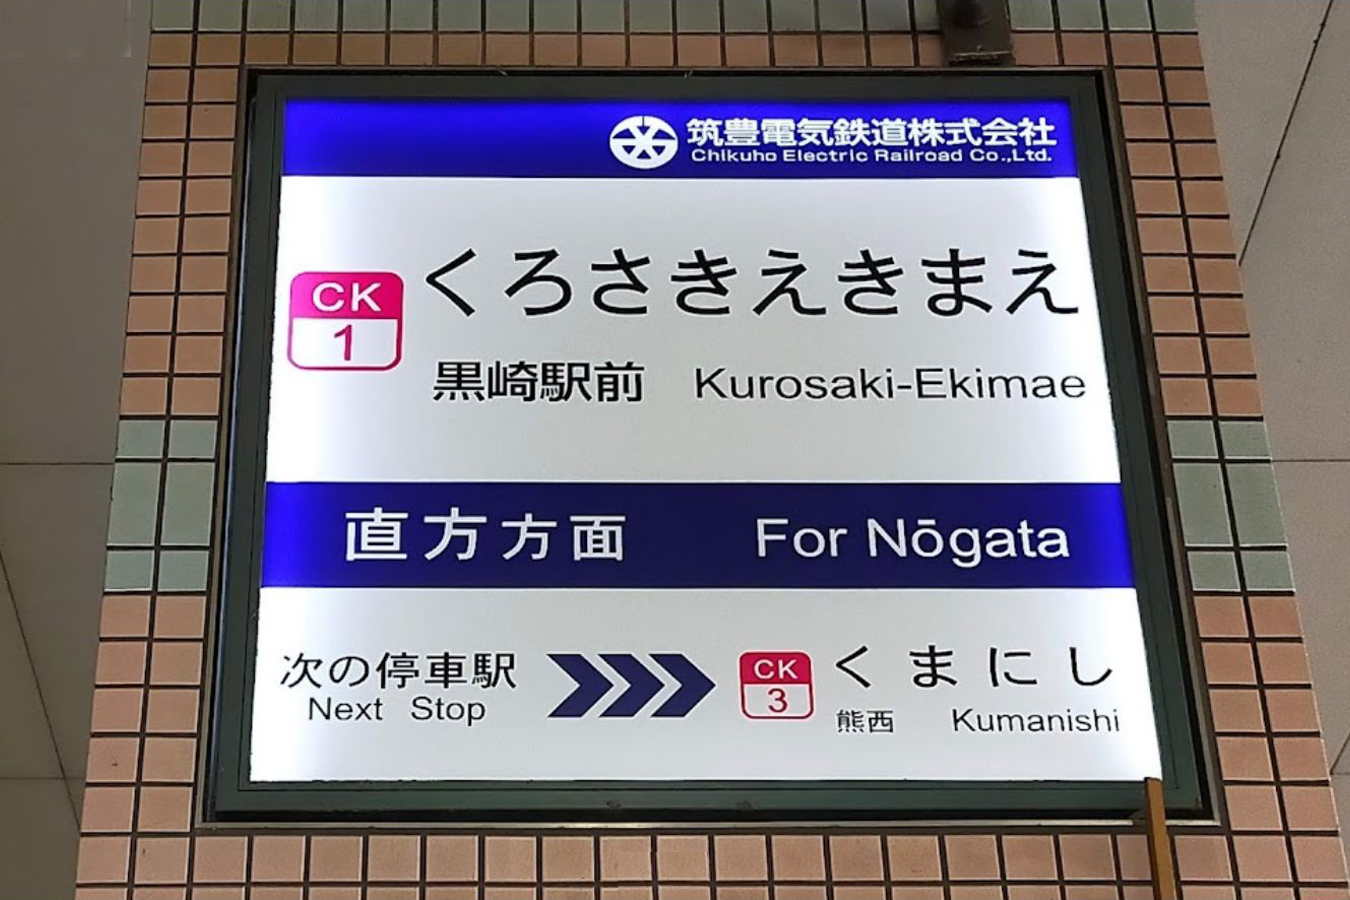 筑豊電気鉄道株式会社
Chikuho Electric Railroad Co.,Ltd.
くろさきえきまえ
CK
1
黒崎駅前 Kurosaki-Ekimae
直方方面 For Nōgata
次の停車駅
Next Stop
CK
3
くまにし
熊西 Kumanishi